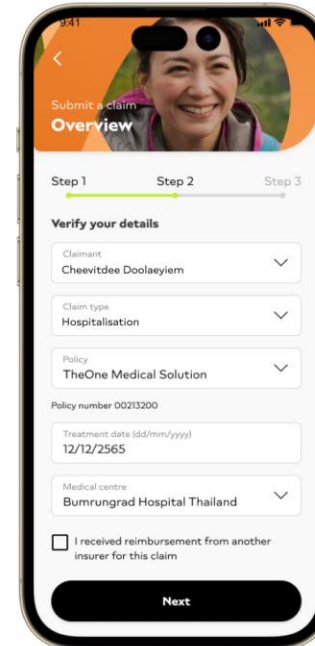 9:41
Submit a claim
Overview
Step 1 Step 2 Step 3
Verify your details
Claimant
Cheevitdee Doolaeyiem
Claim type
Hospitalisation
Policy
TheOne Medical Solution
Policy number 00213200
Treatment date (dd/mm/yyyy)
12/12/2565
Medical centre
Bumrungrad Hospital Thailand
I received reimbursement from another
insurer for this claim
Next